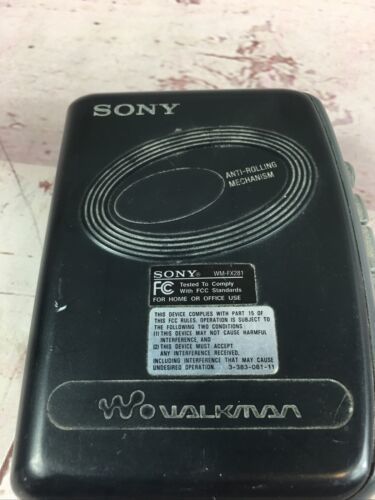 SONY
ANTI-ROLLING
MECHANISM
SONY® WM-FX281
FC Tested To Comply
With FCC Standards
FOR HOME OR OFFICE USE
THIS DEVICE COMPLIES WITH PART 15 OF
THIS FCC RULES. OPERATION IS SUBJECT TO
THE FOLLOWING TWO CONDITIONS:
(1) THIS DEVICE MAY NOT CAUSE HARMFUL
INTERFERENCE, AND
(2) THIS DEVICE MUST ACCEPT
ANY INTERFERENCE RECEIVED,
INCLUDING INTERFERENCE THAT MAY CAUSE
UNDESIRED OPERATION. 3-383-081-11
WALKMAN